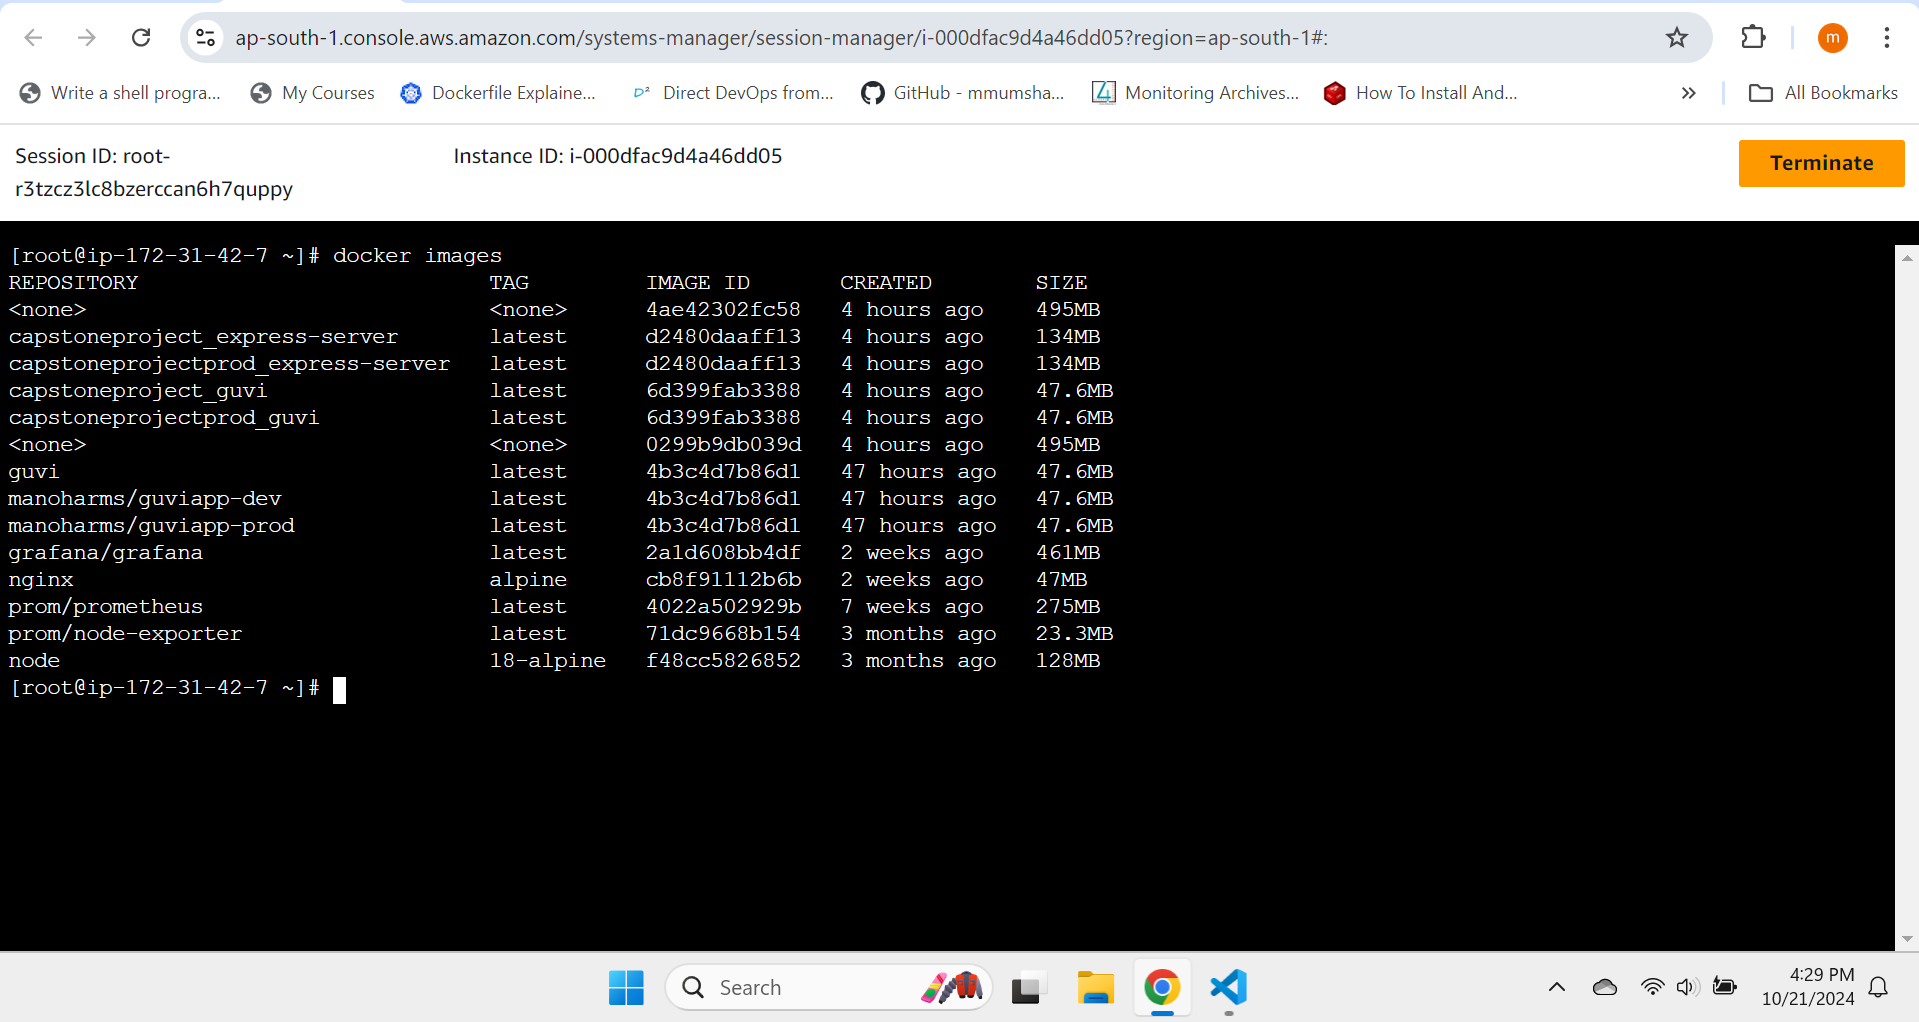 ap-south-1.console.aws.amazon.com/systems-manager/session-manager/i-000dfac9d4a46dd05?region=ap-south-1#:
m
Write a shell progra...
My Courses
Dockerfile Explaine...
D²
Direct DevOps from...
GitHub - mmumsha...
Monitoring Archives...
How To Install And...
»
All Bookmarks
Session ID: root-
r3tzcz3lc8bzerccan6h7quppy
Instance ID: i-000dfac9d4a46dd05
Terminate
[root@ip-172-31-42-7 ~]# docker images
REPOSITORY TAG IMAGE ID CREATED SIZE
<none> <none> 4ae42302fc58 4 hours ago 495MB
capstoneproject_express-server latest d2480daaff13 4 hours ago 134MB
capstoneprojectprod_express-server latest d2480daaff13 4 hours ago 134MB
capstoneproject_guvi latest 6d399fab3388 4 hours ago 47.6MB
capstoneprojectprod_guvi latest 6d399fab3388 4 hours ago 47.6MB
<none> <none> 0299b9db039d 4 hours ago 495MB
guvi latest 4b3c4d7b86d1 47 hours ago 47.6MB
manoharms/guviapp-dev latest 4b3c4d7b86d1 47 hours ago 47.6MB
manoharms/guviapp-prod latest 4b3c4d7b86d1 47 hours ago 47.6MB
grafana/grafana latest 2a1d608bb4df 2 weeks ago 461MB
nginx alpine cb8f91112b6b 2 weeks ago 47MB
prom/prometheus latest 4022a502929b 7 weeks ago 275MB
prom/node-exporter latest 71dc9668b154 3 months ago 23.3MB
node 18-alpine f48cc5826852 3 months ago 128MB
[root@ip-172-31-42-7 ~]#
Search
4:29 PM
10/21/2024